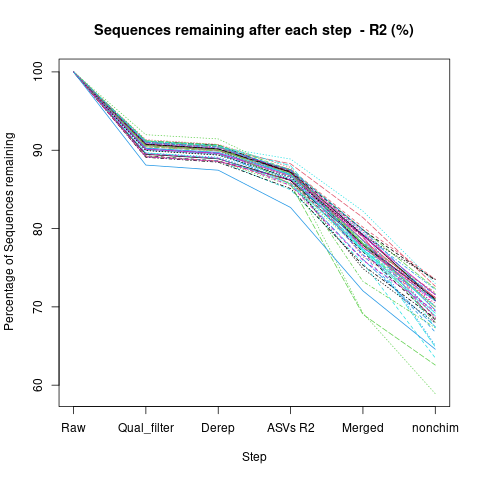 Sequences remaining after each step - R2 (%)
Percentage of Sequences remaining
100
90
80
70
60
Raw Qual_filter Derep ASVs R2 Merged nonchim
Step